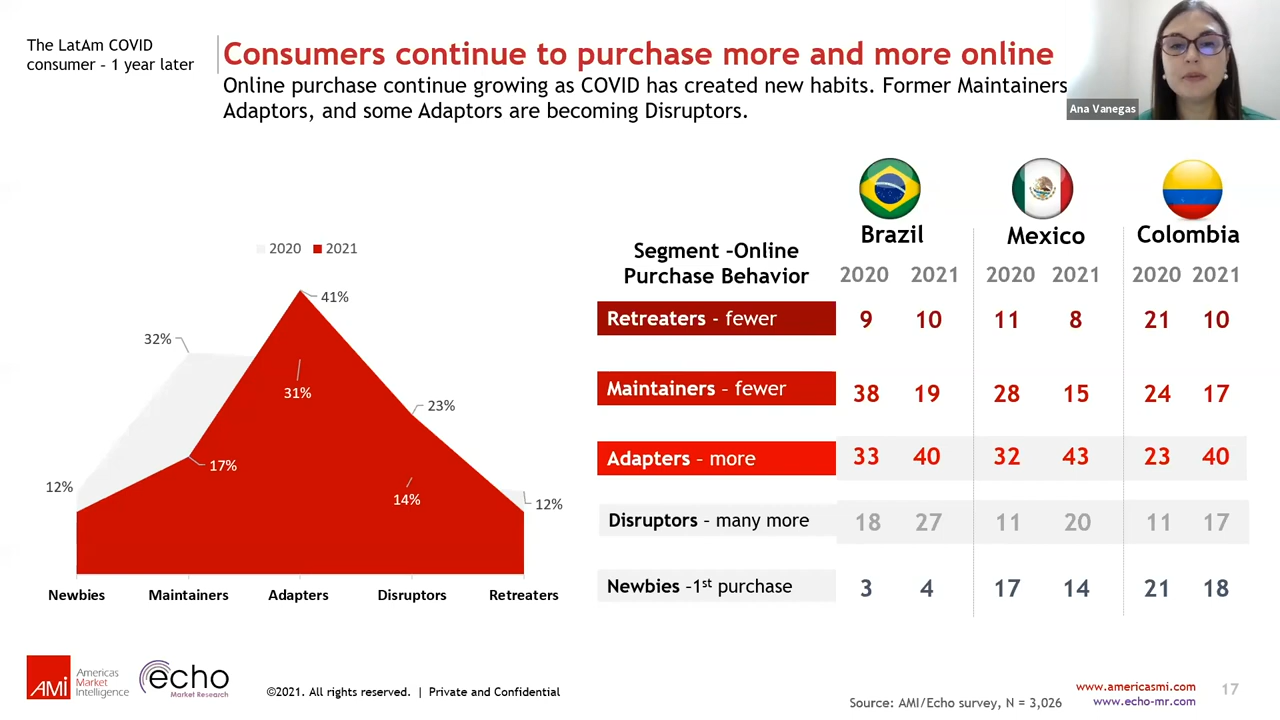 The LatAm COVID
consumer – 1 year later
Consumers continue to purchase more and more online
Online purchase continue growing as COVID has created new habits. Former Maintainers
Adaptors, and some Adaptors are becoming Disruptors.
Ana Vanegas
2020 2021
12%
32%
17%
41%
31%
23%
14%
12%
Newbies Maintainers Adapters Disruptors Retreaters
Brazil Mexico Colombia
Segment –Online
Purchase Behavior
2020 2021 2020 2021 2020 2021
Retreaters - fewer 9 10 11 8 21 10
Maintainers – fewer 38 19 28 15 24 17
Adapters – more 33 40 32 43 23 40
Disruptors – many more 18 27 11 20 11 17
Newbies –1st purchase 3 4 17 14 21 18
AMI Americas
Market
Intelligence
echo
Market Research
©2021. All rights reserved. | Private and Confidential
Source: AMI/Echo survey, N = 3,026
www.americasmi.com
www.echo-mr.com
17